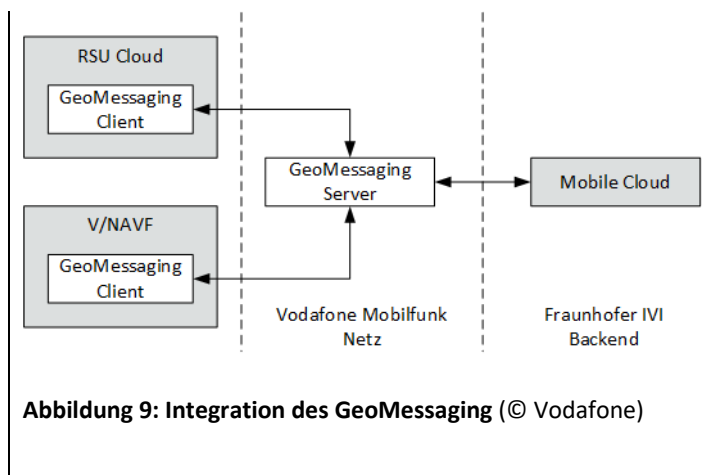 RSU Cloud
GeoMessaging
Client
GeoMessaging
Server
Mobile Cloud
V/NAVF
GeoMessaging
Client
Vodafone Mobilfunk
Netz
Fraunhofer IVI
Backend
Abbildung 9: Integration des GeoMessaging (© Vodafone)